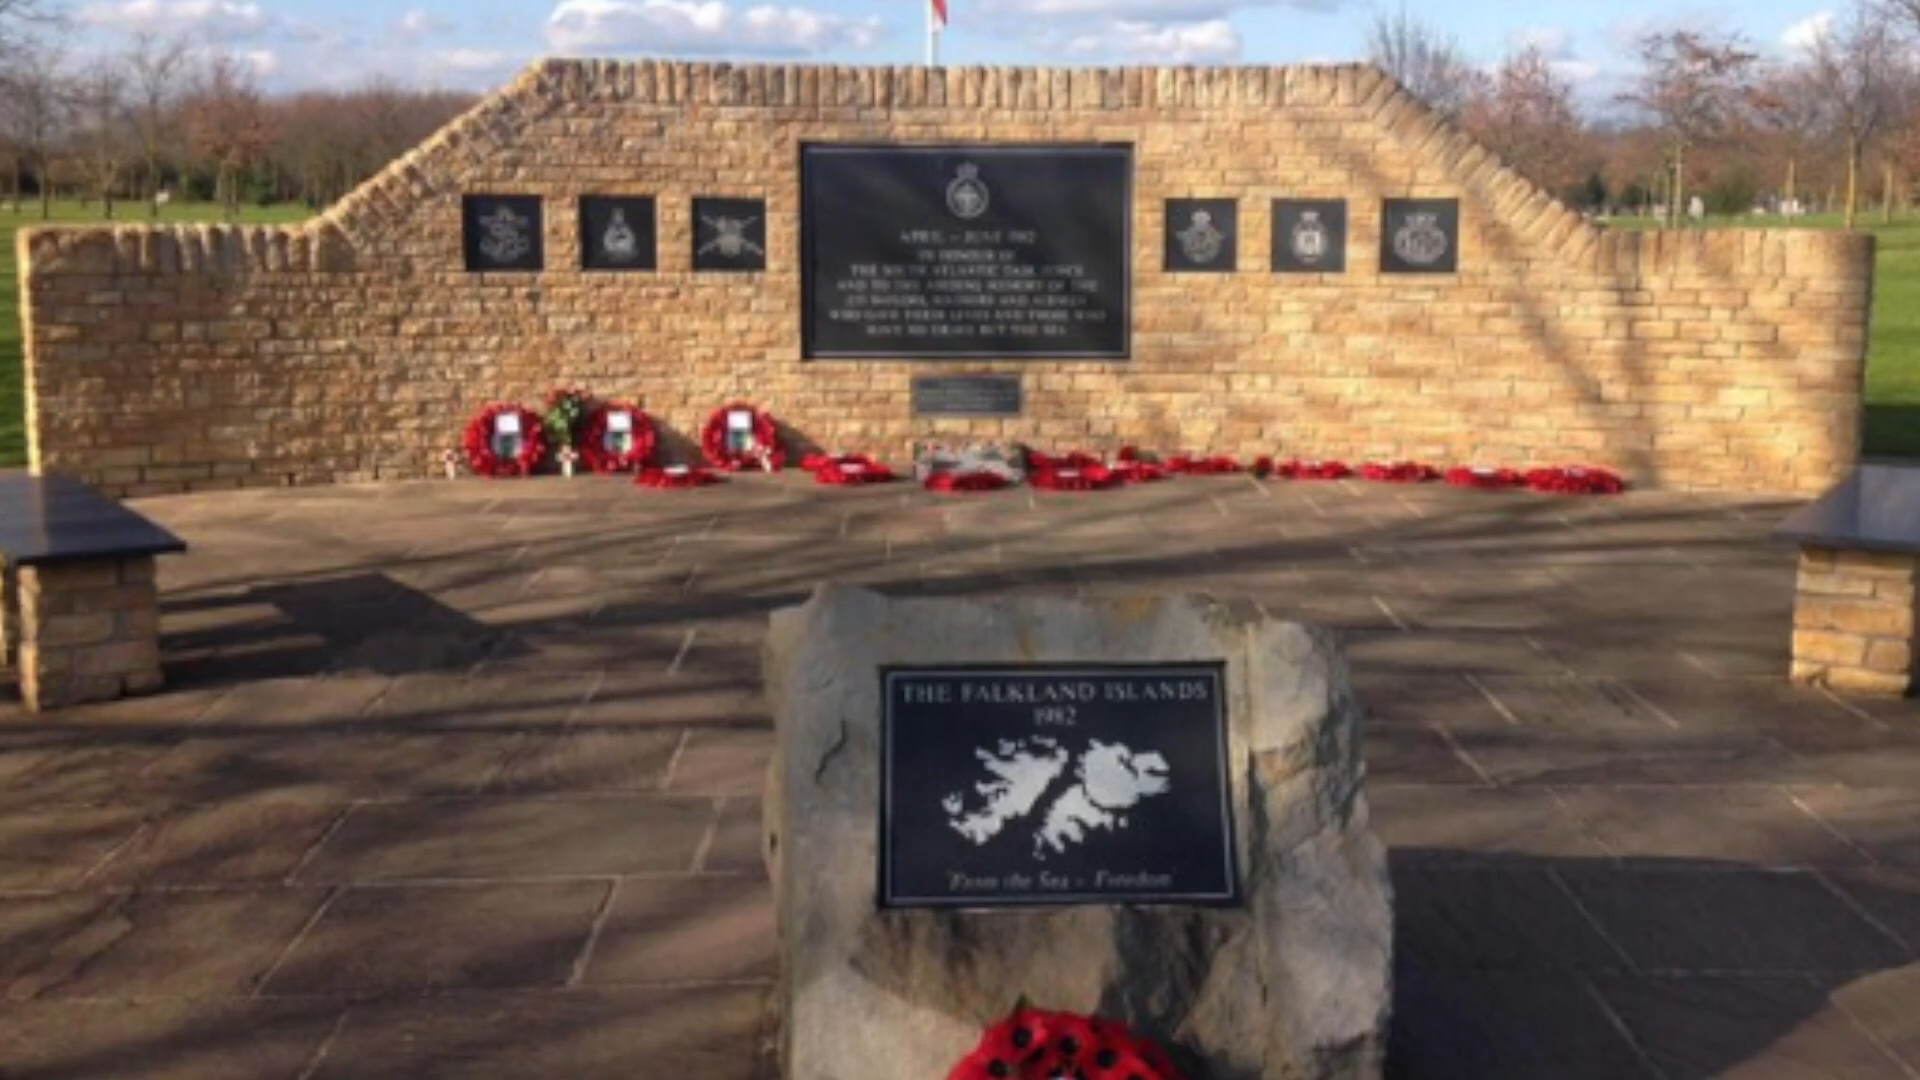 APRIL – JUNE 1982
IN HONOUR OF
THE SOUTH ATLANTIC TASK FORCE
AND TO THE ABIDING MEMORY OF THE
SAILORS, SOLDIERS AND AIRMEN
WHO GAVE THEIR LIVES AND THOSE WHO
HAVE NO GRAVE BUT THE SEA
THE FALKLAND ISLANDS
1982
'From the Sea – Freedom'